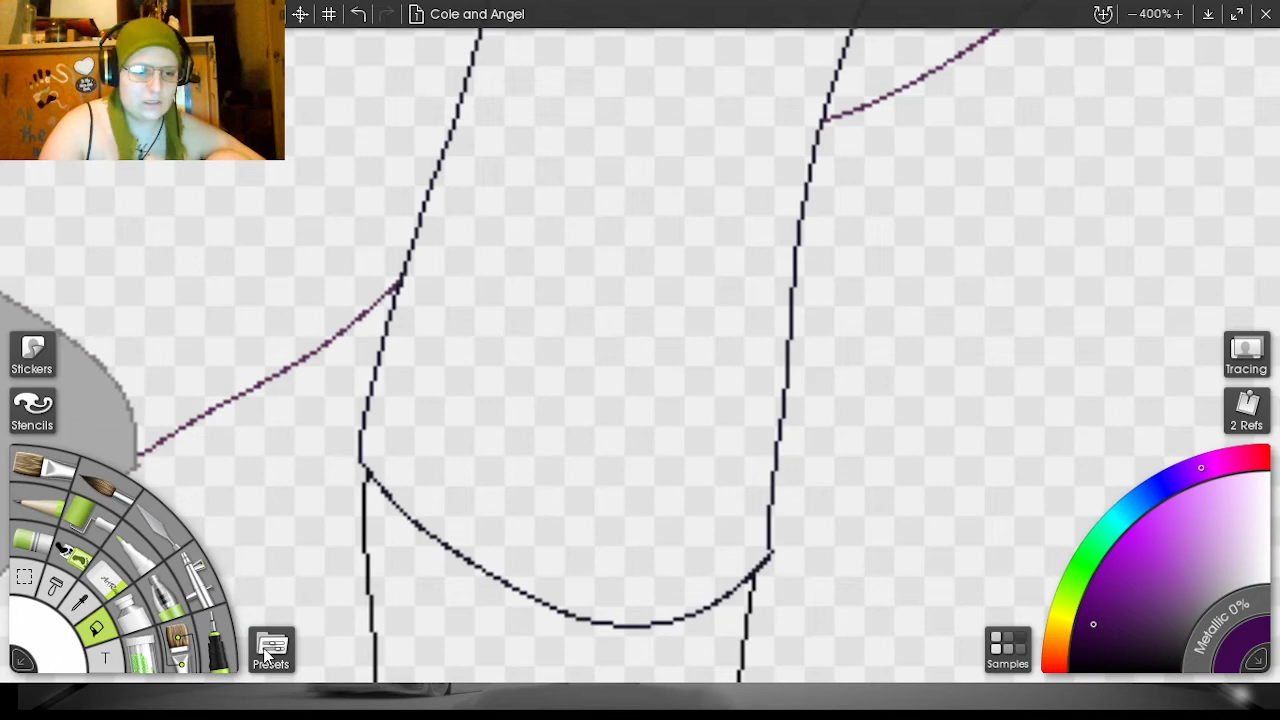 Cole and Angel
400%
Stickers
Stencils
Tracing
2 Refs
Presets
T
Samples
Metallic 0%